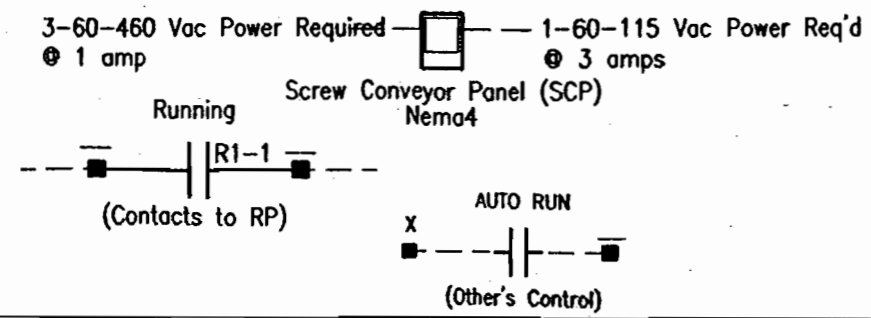 3-60-460 Vac Power Required
@ 1 amp
1-60-115 Vac Power Req'd
@ 3 amps
Screw Conveyor Panel (SCP)
Nema4
Running
R1-1
(Contacts to RP)
AUTO RUN
X
(Other's Control)